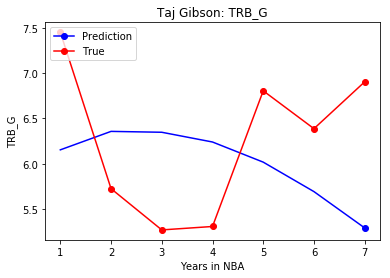 Taj Gibson: TRB_G
7.5
7.0
6.5
6.0
5.5
TRB_G
Prediction
True
1 2 3 4 5 6 7
Years in NBA